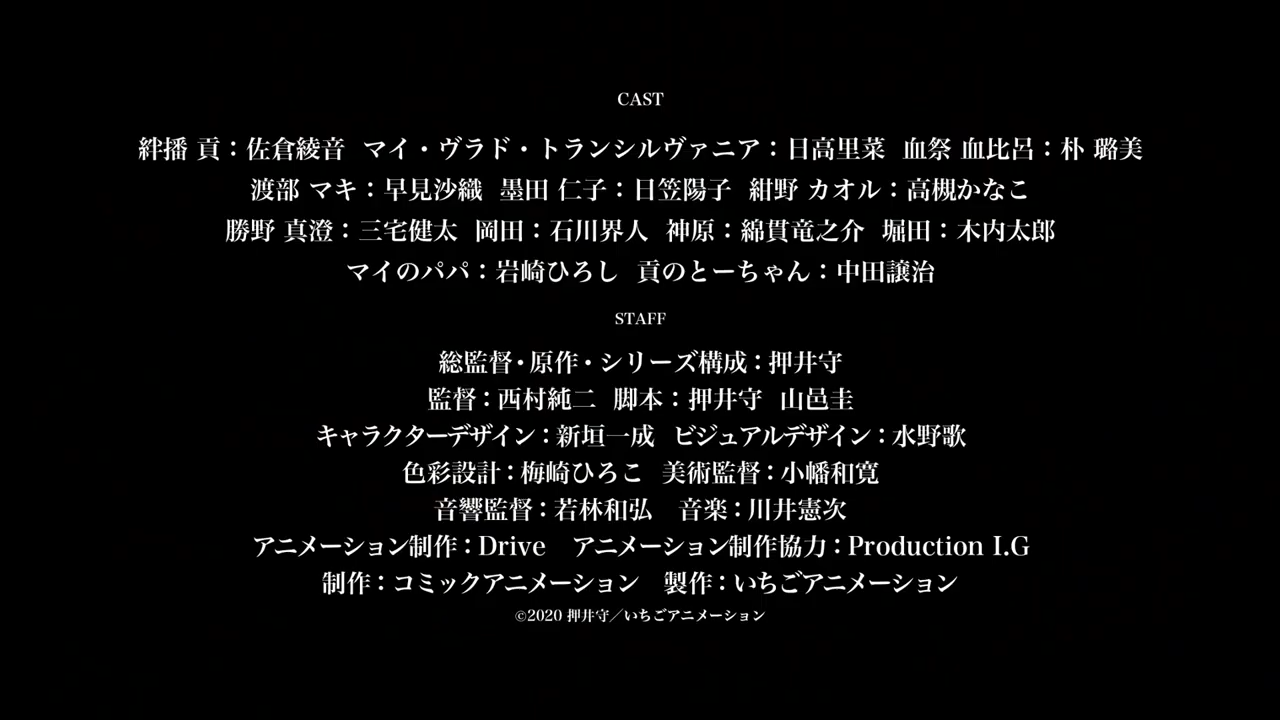 CAST
絆播 貢：佐倉綾音　マイ・ヴラド・トランシルヴァニア：日高里菜　血祭 血比呂：朴 璐美
渡部 マキ：早見沙織　墨田 仁子：日笠陽子　紺野 カオル：高槻かなこ
勝野 真澄：三宅健太　岡田：石川界人　神原：綿貫竜之介　堀田：木内太郎
マイのパパ：岩崎ひろし　貢のとーちゃん：中田譲治
STAFF
総監督・原作・シリーズ構成：押井守
監督：西村純二　脚本：押井守　山邑圭
キャラクターデザイン：新垣一成　ビジュアルデザイン：水野歌
色彩設計：梅崎ひろこ　美術監督：小幡和寛
音響監督：若林和弘　音楽：川井憲次
アニメーション制作：Drive　アニメーション制作協力：Production I.G
制作：コミックアニメーション　製作：いちごアニメーション
©2020 押井守／いちごアニメーション